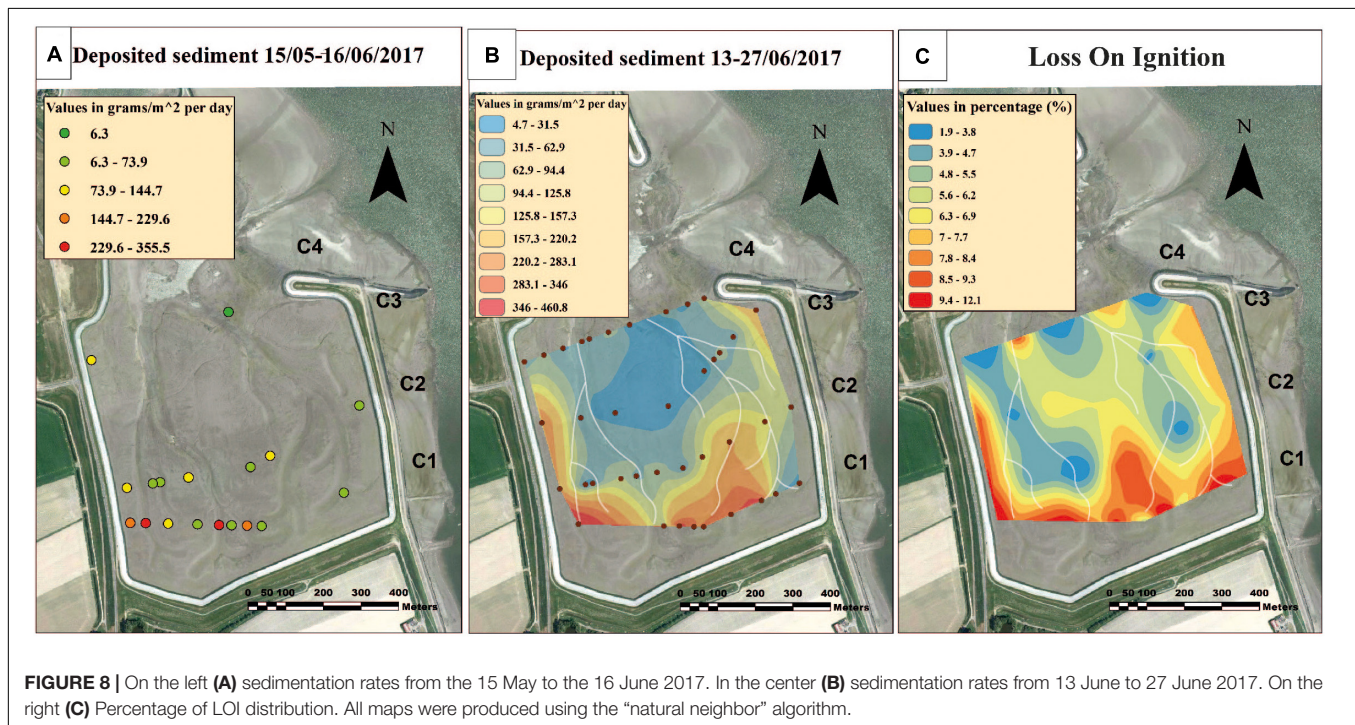 A
Deposited sediment 15/05-16/06/2017
Values in grams/m^2 per day
6.3
6.3 - 73.9
73.9 - 144.7
144.7 - 229.6
229.6 - 355.5
N
C4
C3
C2
C1
0 50 100 200 300 400
Meters
B
Deposited sediment 13-27/06/2017
Values in grams/m^2 per day
4.7 - 31.5
31.5 - 62.9
62.9 - 94.4
94.4 - 125.8
125.8 - 157.3
157.3 - 220.2
220.2 - 283.1
283.1 - 346
346 - 460.8
N
C4
C3
C2
C1
0 50 100 200 300 400
Meters
C
Loss On Ignition
Values in percentage (%)
1.9 - 3.8
3.9 - 4.7
4.8 - 5.5
5.6 - 6.2
6.3 - 6.9
7 - 7.7
7.8 - 8.4
8.5 - 9.3
9.4 - 12.1
N
C4
C3
C2
C1
0 50 100 200 300 400
Meters
FIGURE 8 | On the left (A) sedimentation rates from the 15 May to the 16 June 2017. In the center (B) sedimentation rates from 13 June to 27 June 2017. On the
right (C) Percentage of LOI distribution. All maps were produced using the “natural neighbor” algorithm.